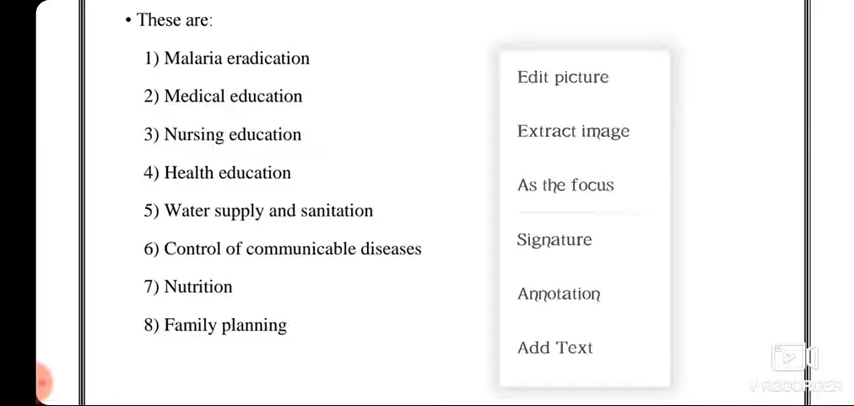 • These are:
1) Malaria eradication
2) Medical education
3) Nursing education
4) Health education
5) Water supply and sanitation
6) Control of communicable diseases
7) Nutrition
8) Family planning
Edit picture
Extract image
As the focus
Signature
Annotation
Add Text
V RECORDER